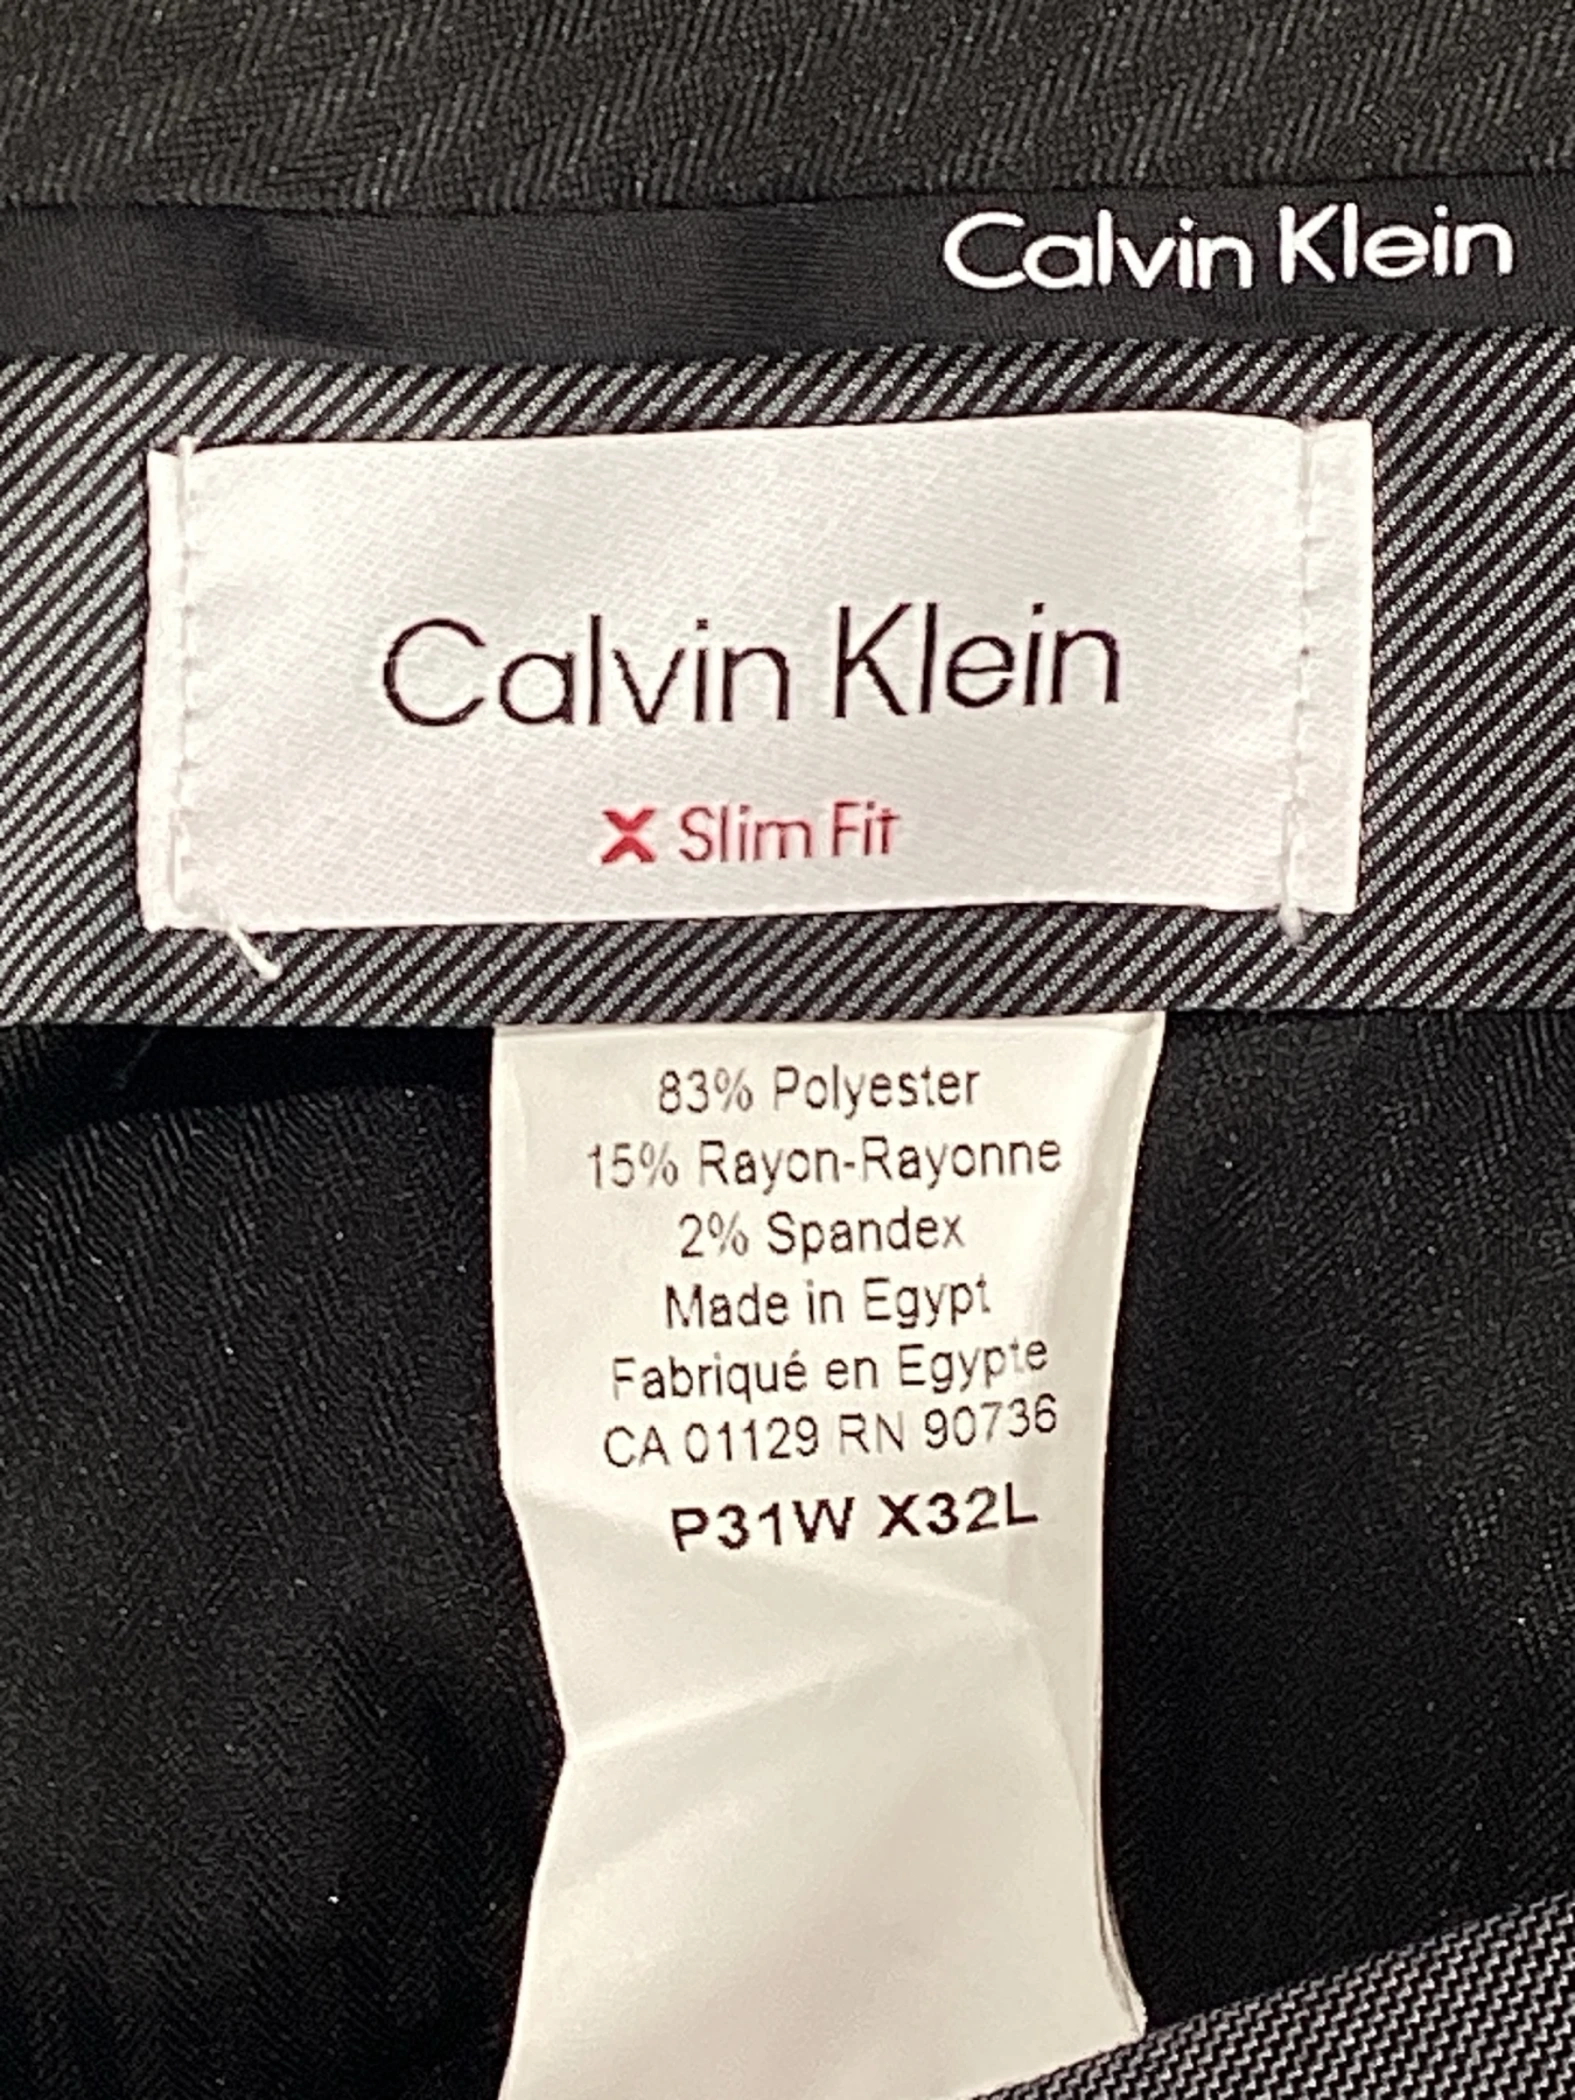 Calvin Klein
Calvin Klein
X Slim Fit
83% Polyester
15% Rayon-Rayonne
2% Spandex
Made in Egypt
Fabriqué en Egypte
CA 01129 RN 90736
P31W X32L